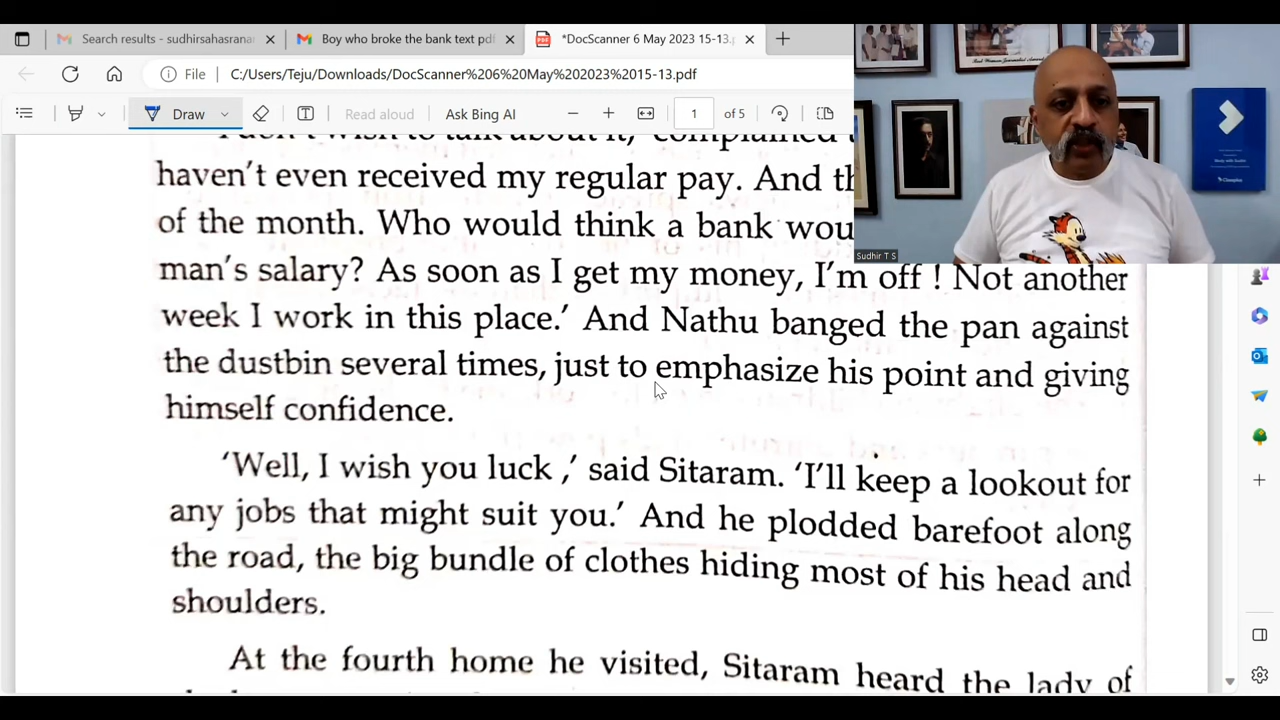 Search results - sudhirsahasrana
Boy who broke
k text pdf
*DocScanner 6 May 2023 15-13.p
ke the bank
File
C:/Users/Teju/Downloads/DocScanner%206%20May%202023%2015-13.pdf
Draw
Read aloud
Ask Bing AI
1
of 5
haven't even received my regular pay. And th
of the month. Who would think a bank wou
man's salary? As soon as I get my money, I'm off ! Not another
week I work in this place.' And Nathu banged the pan against
the dustbin several times, just to emphasize his point and giving
himself confidence.
'Well, I wish you luck ,' said Sitaram. 'I'll keep a lookout for
any jobs that might suit you.' And he plodded barefoot along
the road, the big bundle of clothes hiding most of his head and
shoulders.
At the fourth home he visited, Sitaram heard the lady of
Sudhir T S